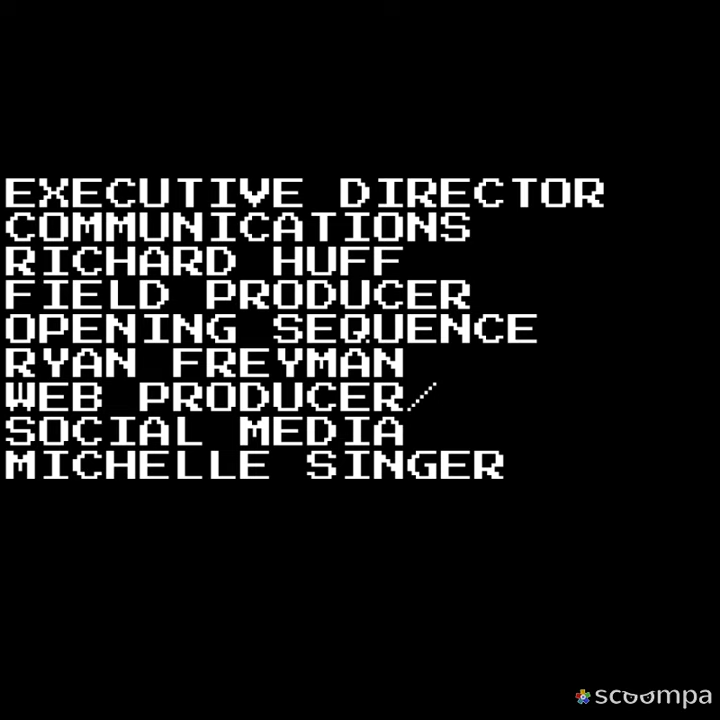 EXECUTIVE DIRECTOR
COMMUNICATIONS
RICHARD HUFF
FIELD PRODUCER
OPENING SEQUENCE
RYAN FREYMAN
WEB PRODUCER/
SOCIAL MEDIA
MICHELLE SINGER
scoompa